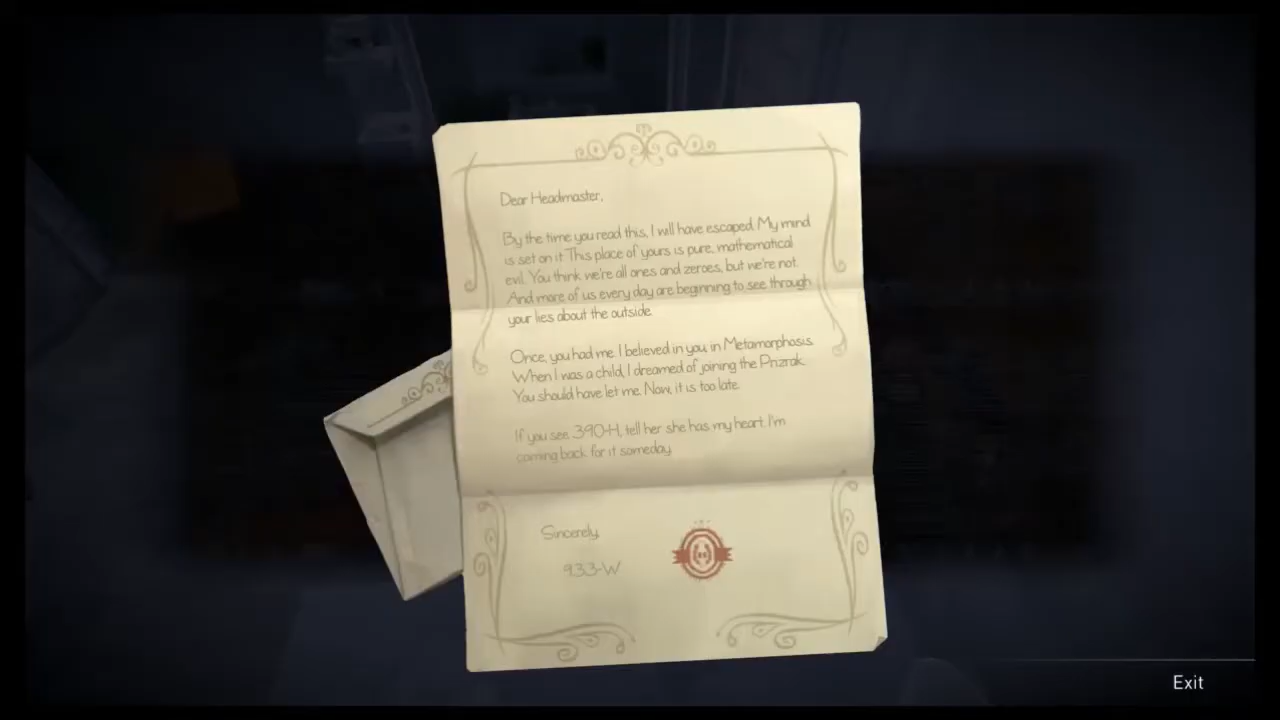 Dear Headmaster,
By the time you read this, I will have escaped. My mind
is set on it. This place of yours is pure, mathematical
evil. You think we're all ones and zeroes, but we're not.
And more of us every day are beginning to see through
your lies about the outside.
Once, you had me. I believed in you, in Metamorphosis.
When I was a child, I dreamed of joining the Prizrak.
You should have let me. Now, it is too late.
If you see 390-H, tell her she has my heart. I'm
coming back for it someday.
Sincerely,
933-W
Exit